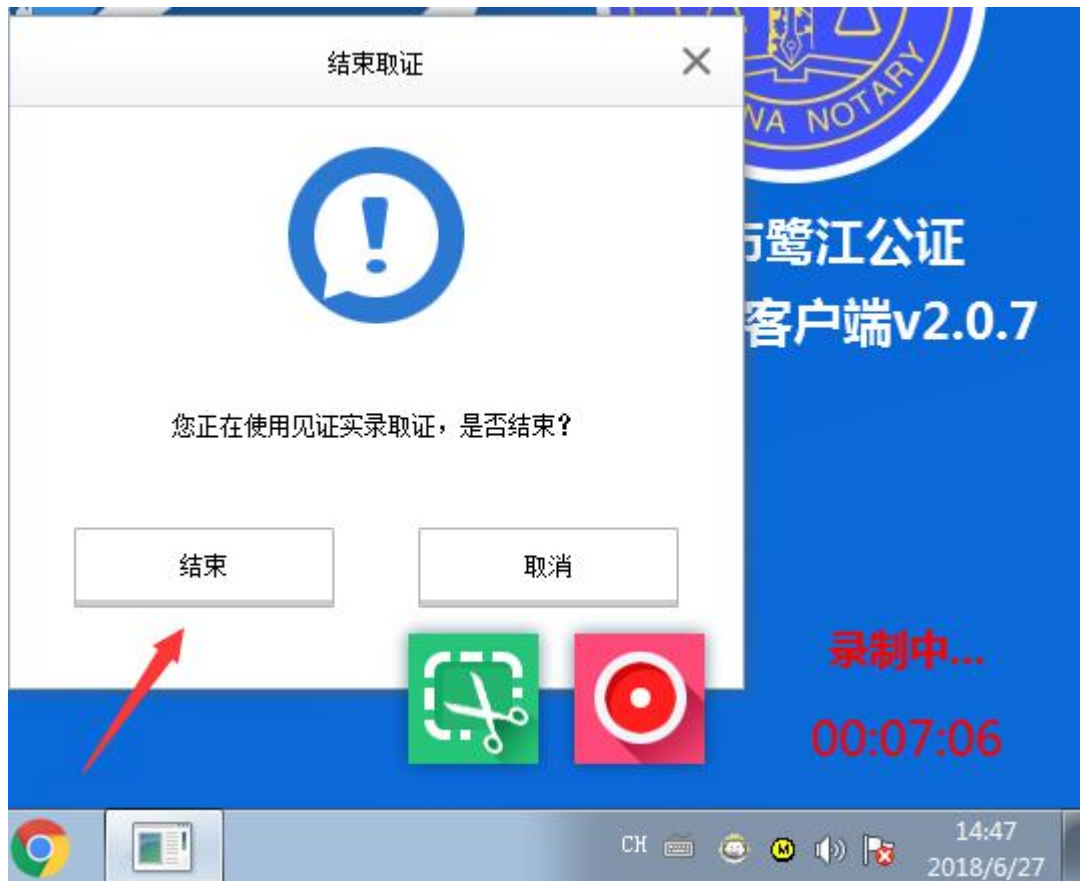 结束取证
NA NOTARY
市鹭江公证
客户端v2.0.7
您正在使用见证实录取证，是否结束?
结束
取消
录制中...
00:07:06
CH
M
14:47
2018/6/27